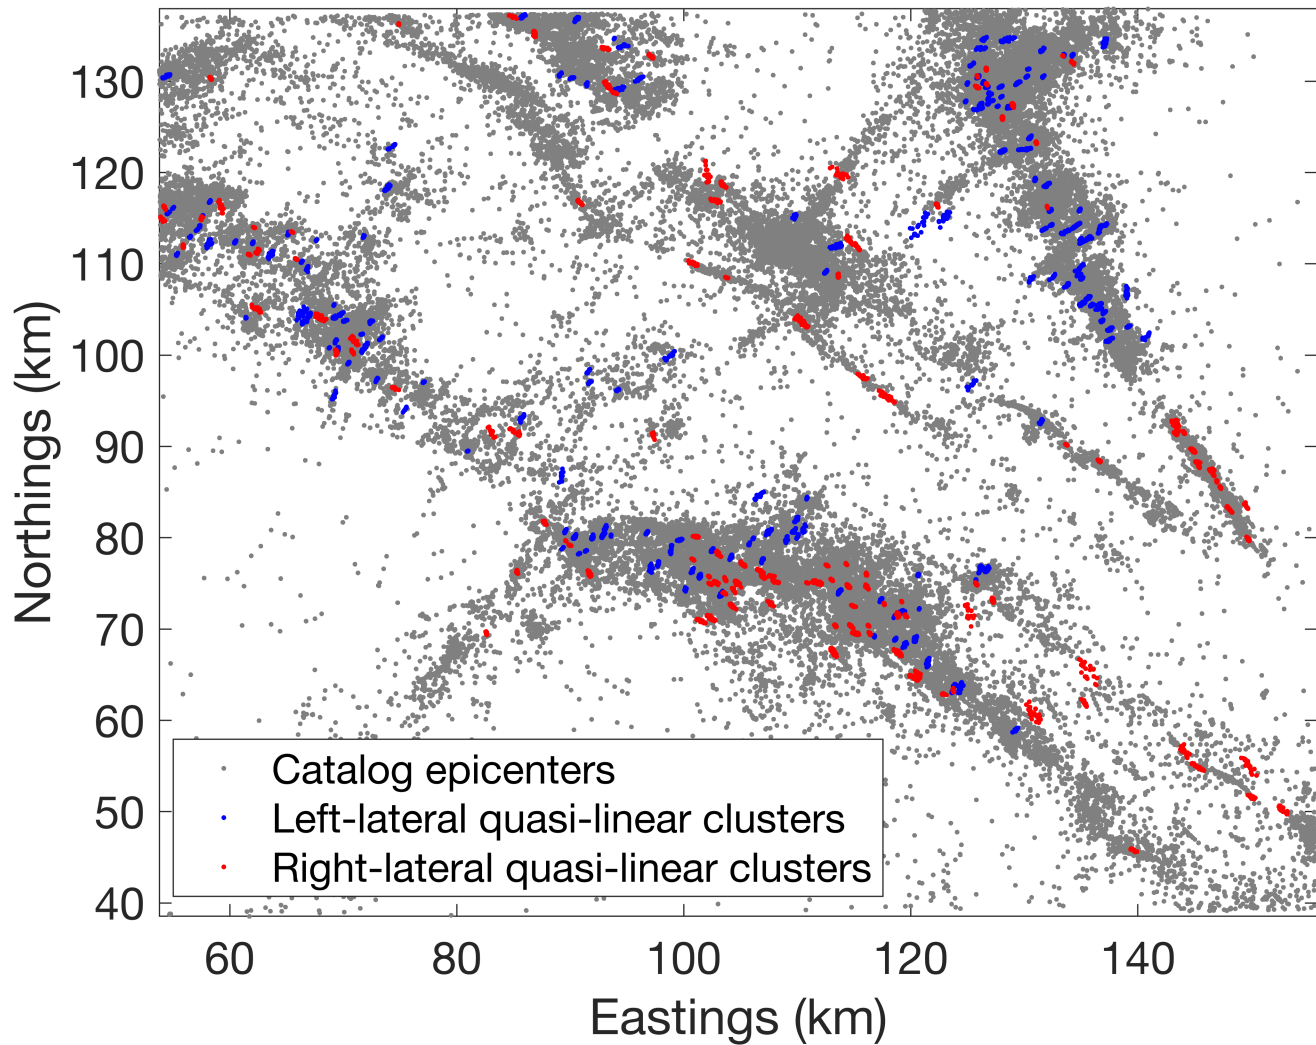 130
120
110
100
90
80
70
60
50
40
Northings (km)
Catalog epicenters
Left-lateral quasi-linear clusters
Right-lateral quasi-linear clusters
60 80 100 120 140
Eastings (km)